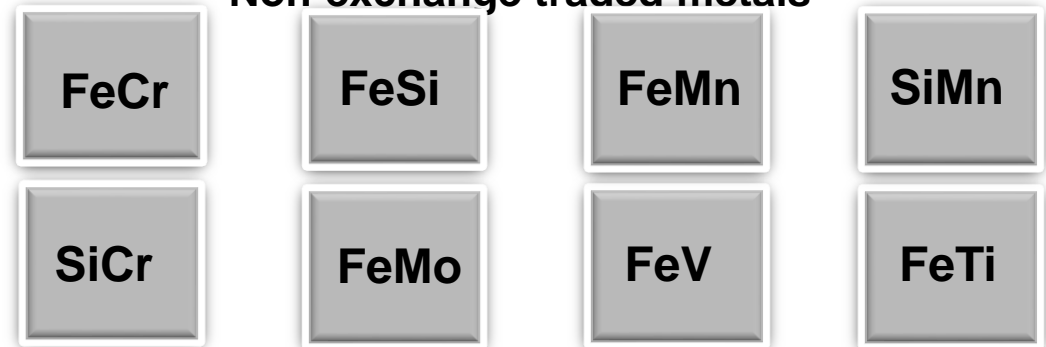 Non-exchange traded metals
FeCr FeSi FeMn SiMn
SiCr FeMo FeV FeTi